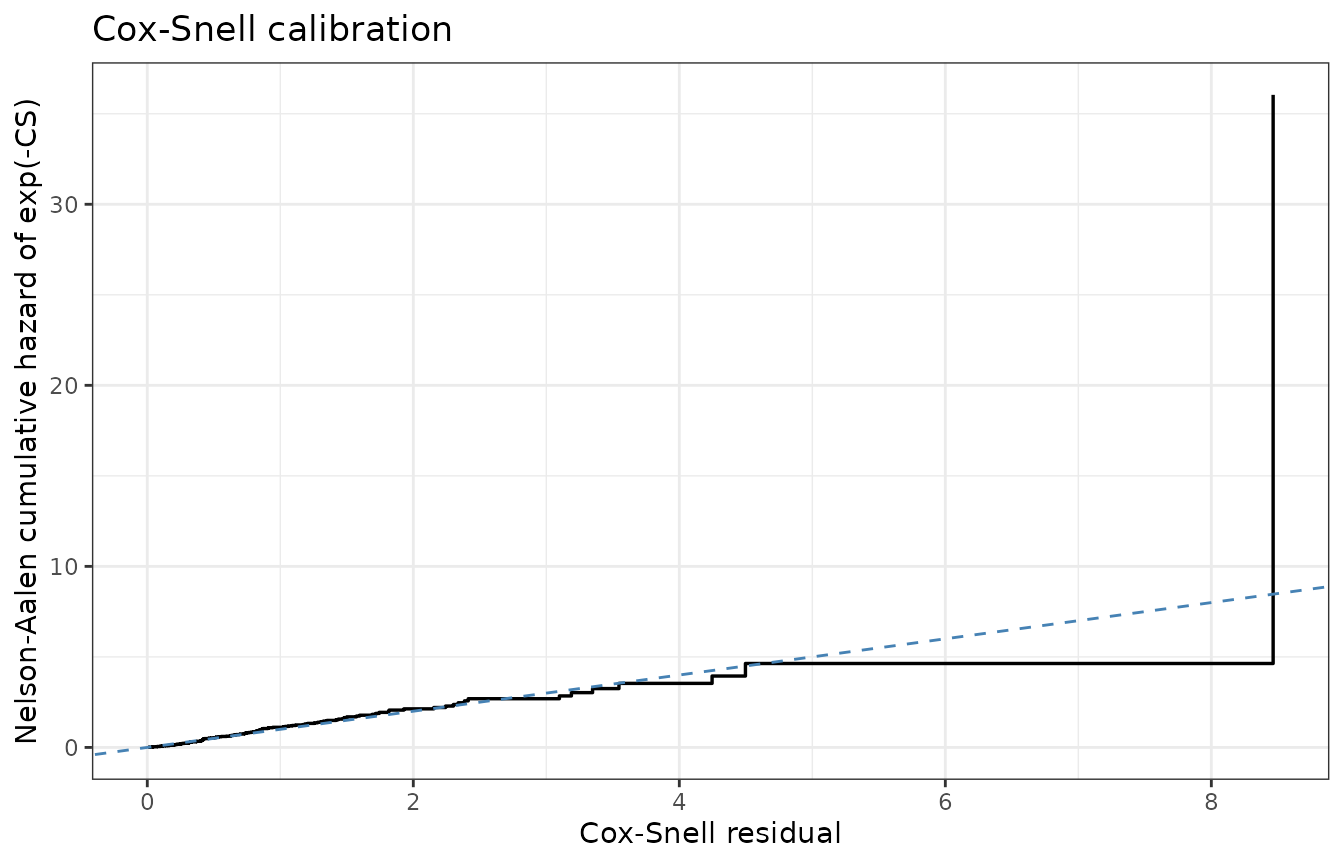 Cox-Snell calibration
Nelson-Aalen cumulative hazard of exp(-CS)
30
20
10
0
0 2 4 6 8
Cox-Snell residual